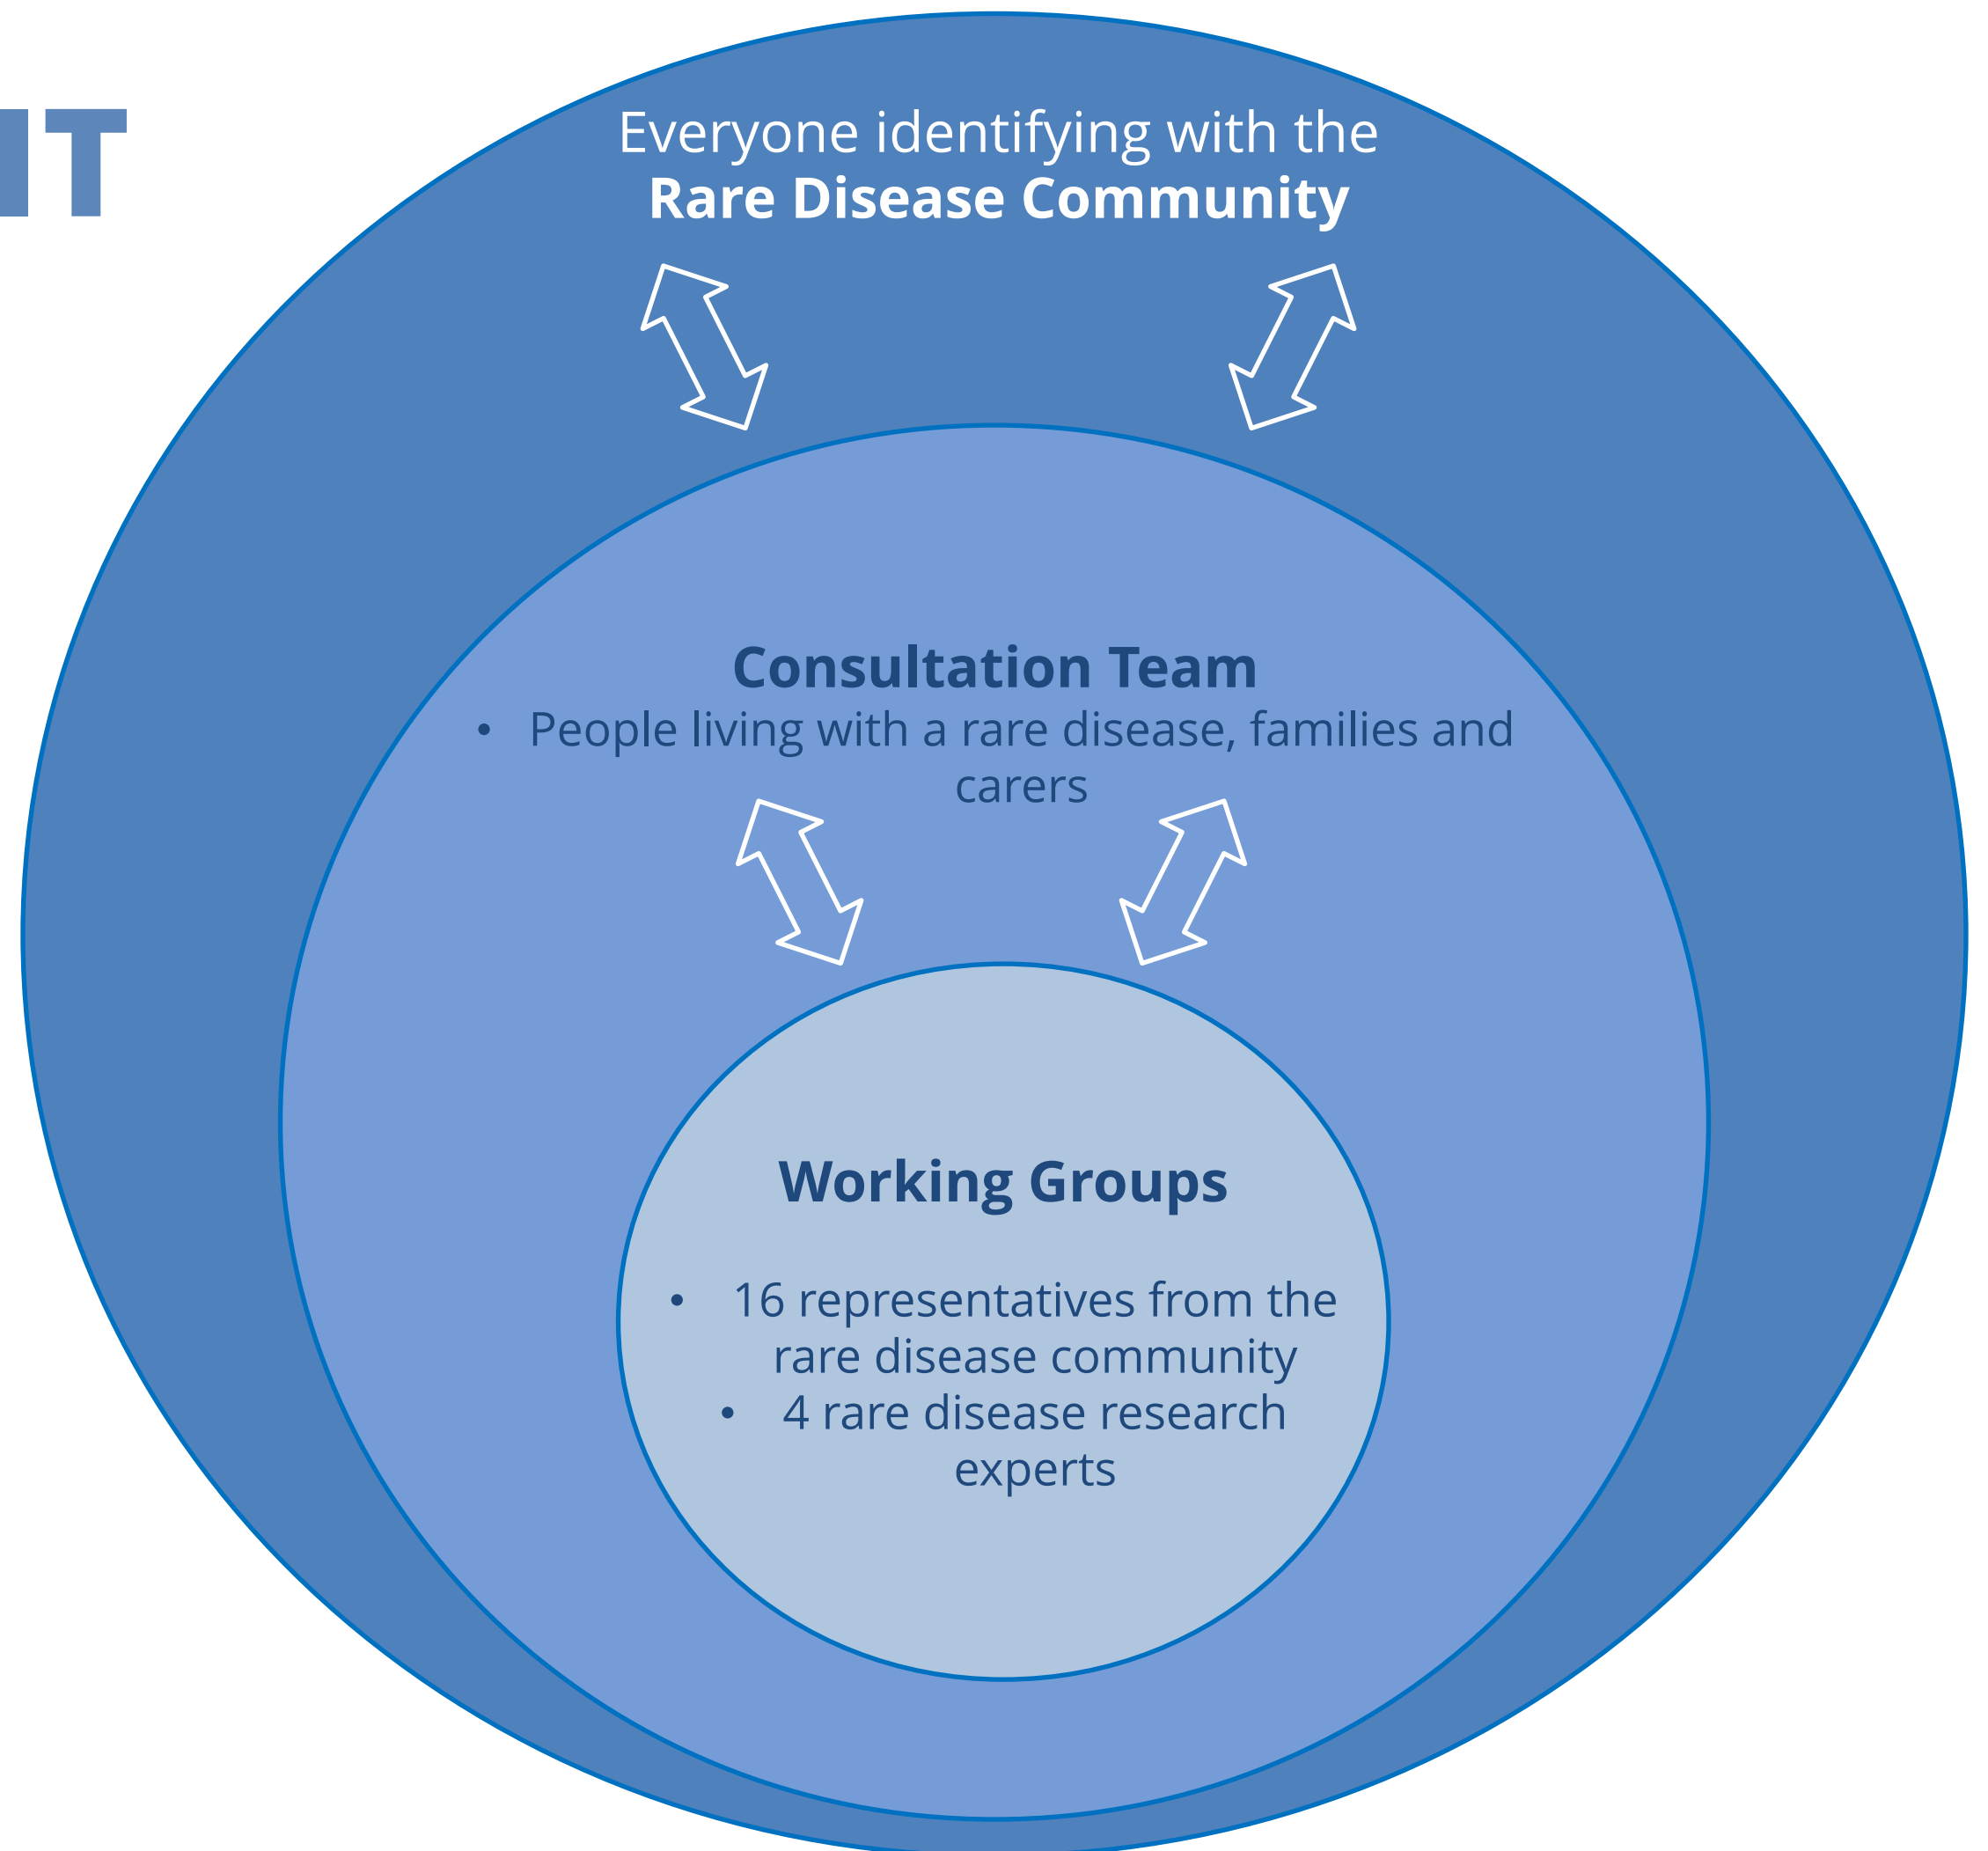 Everyone identifying with the
Rare Disease Community
Consultation Team
• People living with a rare disease, families and
carers
Working Groups
• 16 representatives from the
rare disease community
• 4 rare disease research
experts